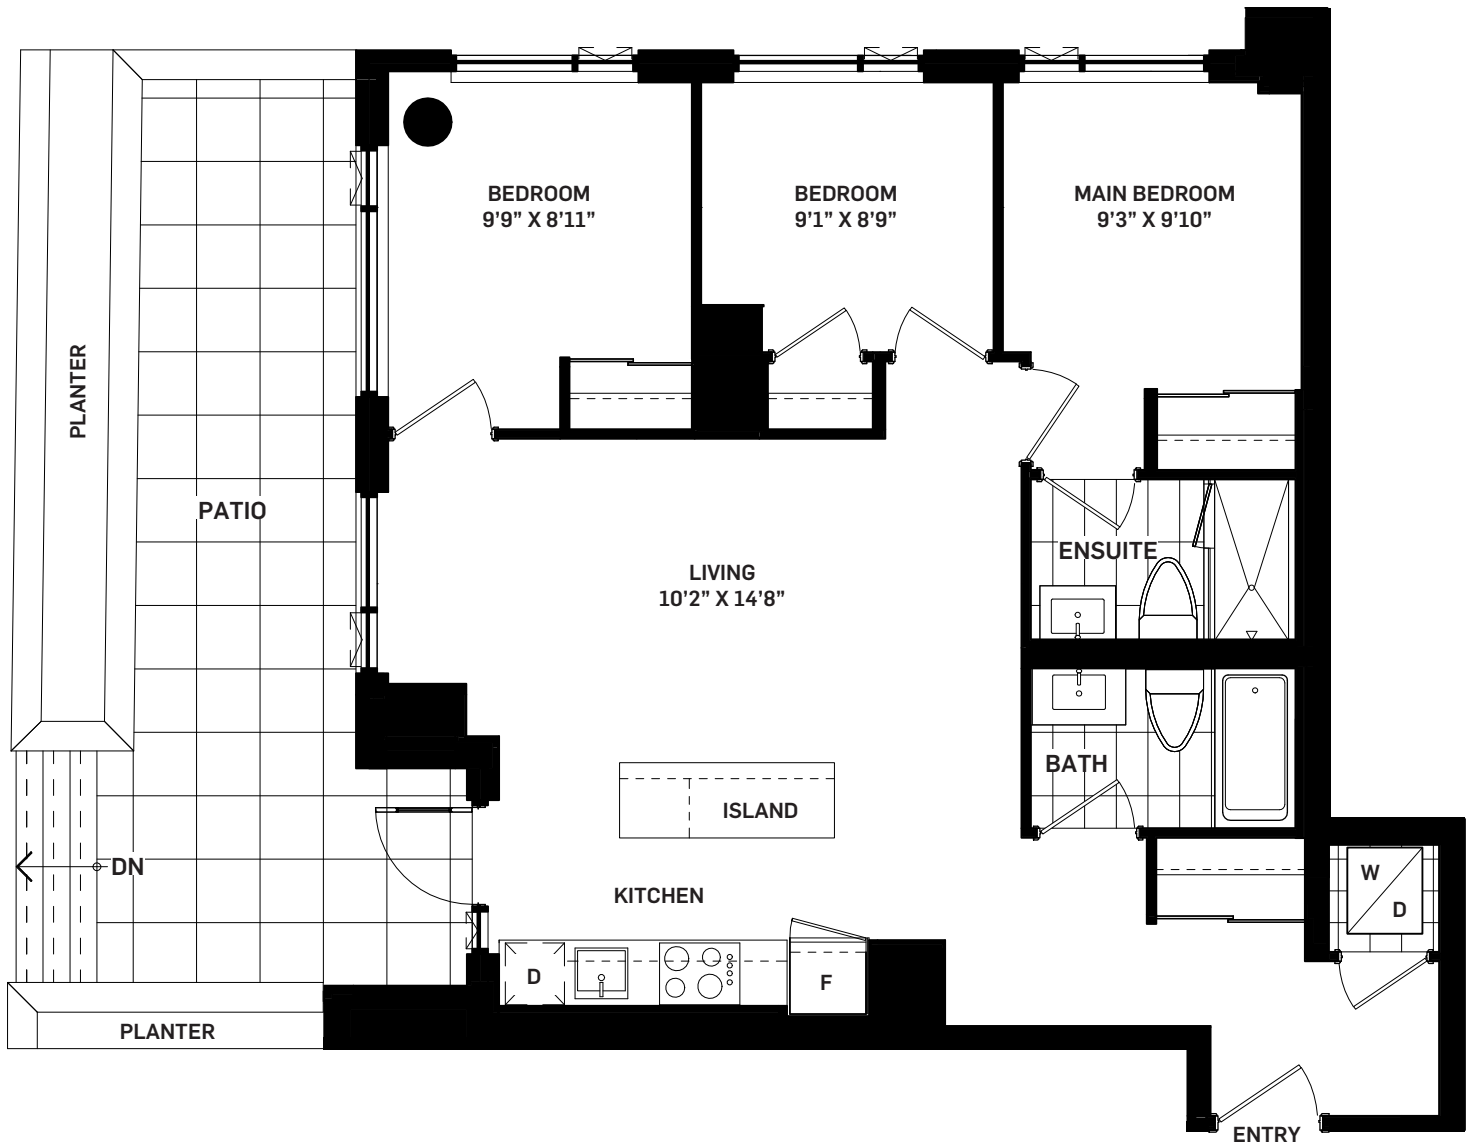 BEDROOM
9'9” X 8'11”
BEDROOM
9'1” X 8'9”
MAIN BEDROOM
9'3” X 9'10”
PLANTER
PATIO
ENSUITE
LIVING
10'2” X 14'8”
BATH
ISLAND
DN
KITCHEN
W
D
D
F
PLANTER
ENTRY